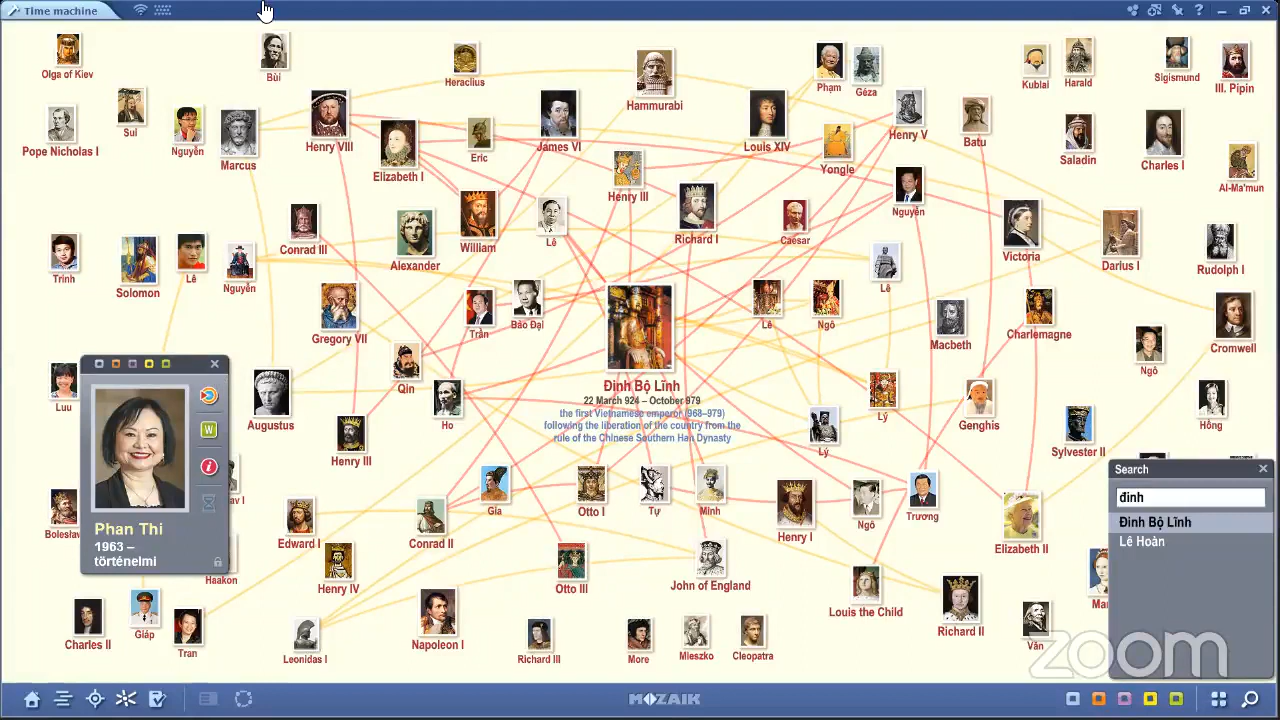 Time machine
Olga of Kiev
Bùi
Heraclius
Hammurabi
Phạm
Géza
Kublai
Harald
Sigismund
III. Pipin
Pope Nicholas I
Sui
Nguyễn
Marcus
Henry VIII
Elizabeth I
Eric
James VI
Louis XIV
Yongle
Henry V
Batu
Saladin
Charles I
Al-Ma'mun
Henry III
Conrad III
Alexander
William
Lê
Richard I
Caesar
Nguyễn
Victoria
Darius I
Rudolph I
Trinh
Solomon
Lê
Nguyễn
Lê
Gregory VII
Trần
Bảo Đại
Lê
Ngô
Macbeth
Charlemagne
Ngô
Cromwell
Đinh Bộ Lĩnh
22 March 924 – October 979
the first Vietnamese emperor (968–979)
following the liberation of the country from the
rule of the Chinese Southern Han Dynasty
Luu
Augustus
Qin
Ho
Henry III
Lý
Lý
Genghis
Sylvester II
Hồng
Phan Thi
1963 –
történelmi
Boleslav
Haakon
Edward I
Conrad II
Gia
Otto I
Tự
Minh
Henry I
Ngô
Trương
Elizabeth II
Search
đinh
Đinh Bộ Lĩnh
Lê Hoàn
Henry IV
Otto III
John of England
Louis the Child
Richard II
Charles II
Giáp
Tran
Leonidas I
Napoleon I
Richard III
More
Mieszko
Cleopatra
Văn
zoom
MOZAIK